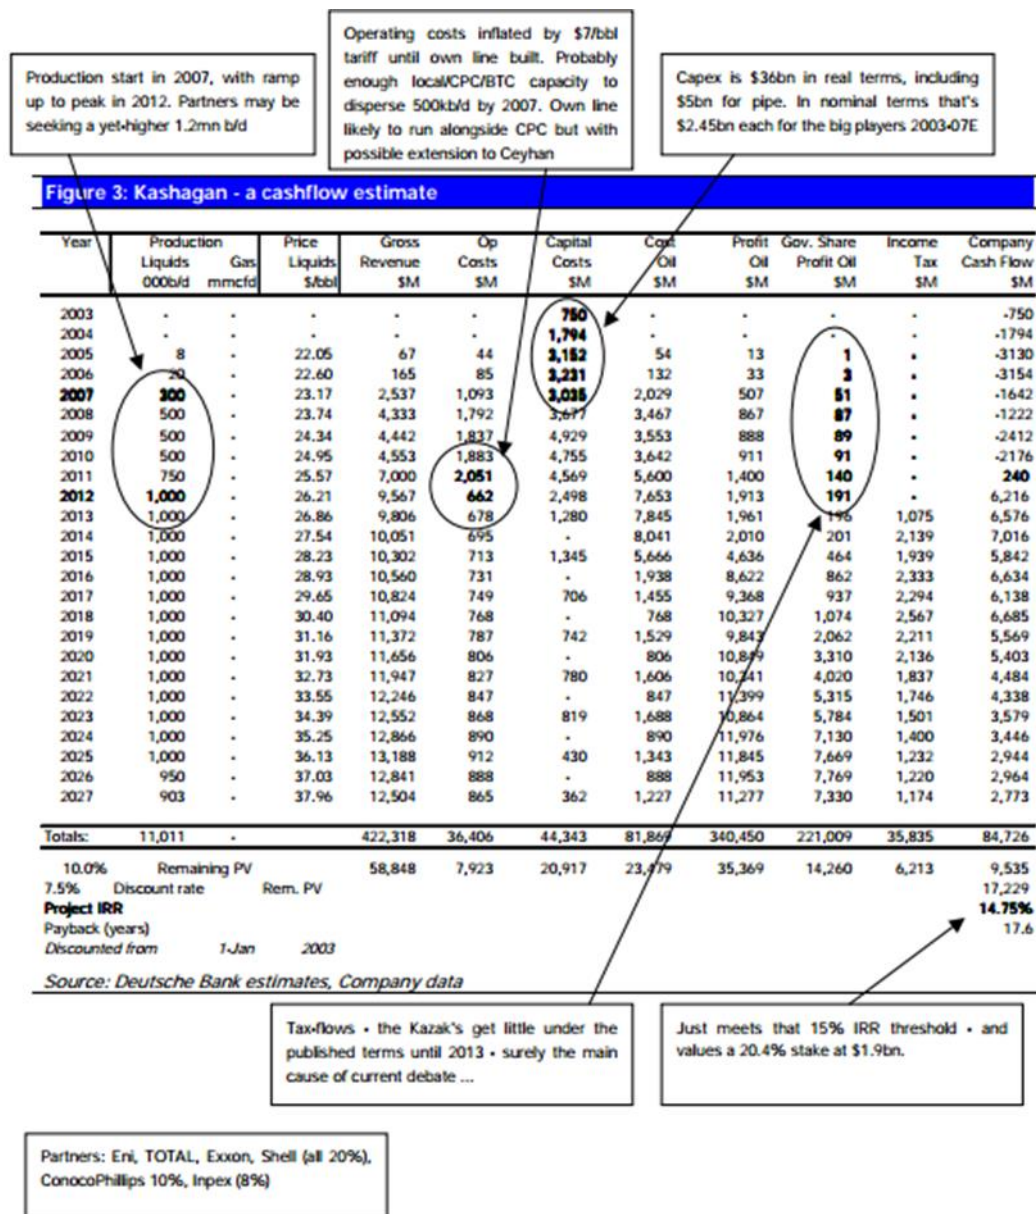 Operating costs inflated by $7/bbl
tariff until own line built. Probably
enough local/CPC/BTC capacity to
disperse 500kb/d by 2007. Own line
likely to run alongside CPC but with
possible extension to Ceyhan
Production start in 2007, with ramp
up to peak in 2012. Partners may be
seeking a yet-higher 1.2mn b/d
Capex is $36bn in real terms, including
$5bn for pipe. In nominal terms that's
$2.45bn each for the big players 2003-07E
Figure 3: Kashagan - a cashflow estimate
Year Production Price Gross Op Capital Cost Profit Gov. Share Income Company
Liquids Gas Liquids Revenue Costs Costs Oil Oil Profit Oil Tax Cash Flow
000b/d mmcfd $/bbl $M $M $M $M $M $M $M $M
2003 - - - - - 750 - - - - -750
2004 - - - - - 1,794 - - - - -1794
2005 8 - 22.05 67 44 3,152 54 13 1 - -3130
2006 20 - 22.60 165 85 3,231 132 33 3 - -3154
2007 300 - 23.17 2,537 1,093 3,035 2,029 507 51 - -1642
2008 500 - 23.74 4,333 1,792 3,677 3,467 867 87 - -1222
2009 500 - 24.34 4,442 1,837 4,929 3,553 888 89 - -2412
2010 500 - 24.95 4,553 1,883 4,755 3,642 911 91 - -2176
2011 750 - 25.57 7,000 2,051 4,569 5,600 1,400 140 - 240
2012 1,000 - 26.21 9,567 662 2,498 7,653 1,913 191 - 6,216
2013 1,000 - 26.86 9,806 678 1,280 7,845 1,961 196 1,075 6,576
2014 1,000 - 27.54 10,051 695 - 8,041 2,010 201 2,139 7,016
2015 1,000 - 28.23 10,302 713 1,345 5,666 4,636 464 1,939 5,842
2016 1,000 - 28.93 10,560 731 - 1,938 8,622 862 2,333 6,634
2017 1,000 - 29.65 10,824 749 706 1,455 9,368 937 2,294 6,138
2018 1,000 - 30.40 11,094 768 - 768 10,327 1,074 2,567 6,685
2019 1,000 - 31.16 11,372 787 742 1,529 9,843 2,062 2,211 5,569
2020 1,000 - 31.93 11,656 806 - 806 10,849 3,310 2,136 5,403
2021 1,000 - 32.73 11,947 827 780 1,606 10,341 4,020 1,837 4,484
2022 1,000 - 33.55 12,246 847 - 847 11,399 5,315 1,746 4,338
2023 1,000 - 34.39 12,552 868 819 1,688 10,864 5,784 1,501 3,579
2024 1,000 - 35.25 12,866 890 - 890 11,976 7,130 1,400 3,446
2025 1,000 - 36.13 13,188 912 430 1,343 11,845 7,669 1,232 2,944
2026 950 - 37.03 12,841 888 - 888 11,953 7,769 1,220 2,964
2027 903 - 37.96 12,504 865 362 1,227 11,277 7,330 1,174 2,773
Totals: 11,011 - 422,318 36,406 44,343 81,869 340,450 221,009 35,835 84,726
10.0% Remaining PV 58,848 7,923 20,917 23,479 35,369 14,260 6,213 9,535
7.5% Discount rate Rem. PV 17,229
Project IRR 14.75%
Payback (years) 17.6
Discounted from 1-Jan 2003
Source: Deutsche Bank estimates, Company data
Tax-flows - the Kazak's get little under the
published terms until 2013 - surely the main
cause of current debate ...
Just meets that 15% IRR threshold - and
values a 20.4% stake at $1.9bn.
Partners: Eni, TOTAL, Exxon, Shell (all 20%),
ConocoPhillips 10%, Inpex (8%)